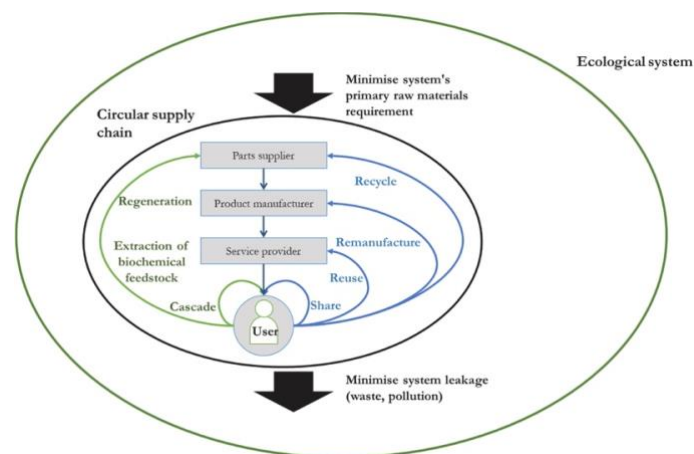 Ecological system
Minimise system's
primary raw materials
requirement
Circular supply
chain
Parts supplier
Recycle
Regeneration
Product manufacturer
Remanufacture
Extraction of
biochemical
feedstock
Service provider
Reuse
Cascade
Share
User
Minimise system leakage
(waste, pollution)